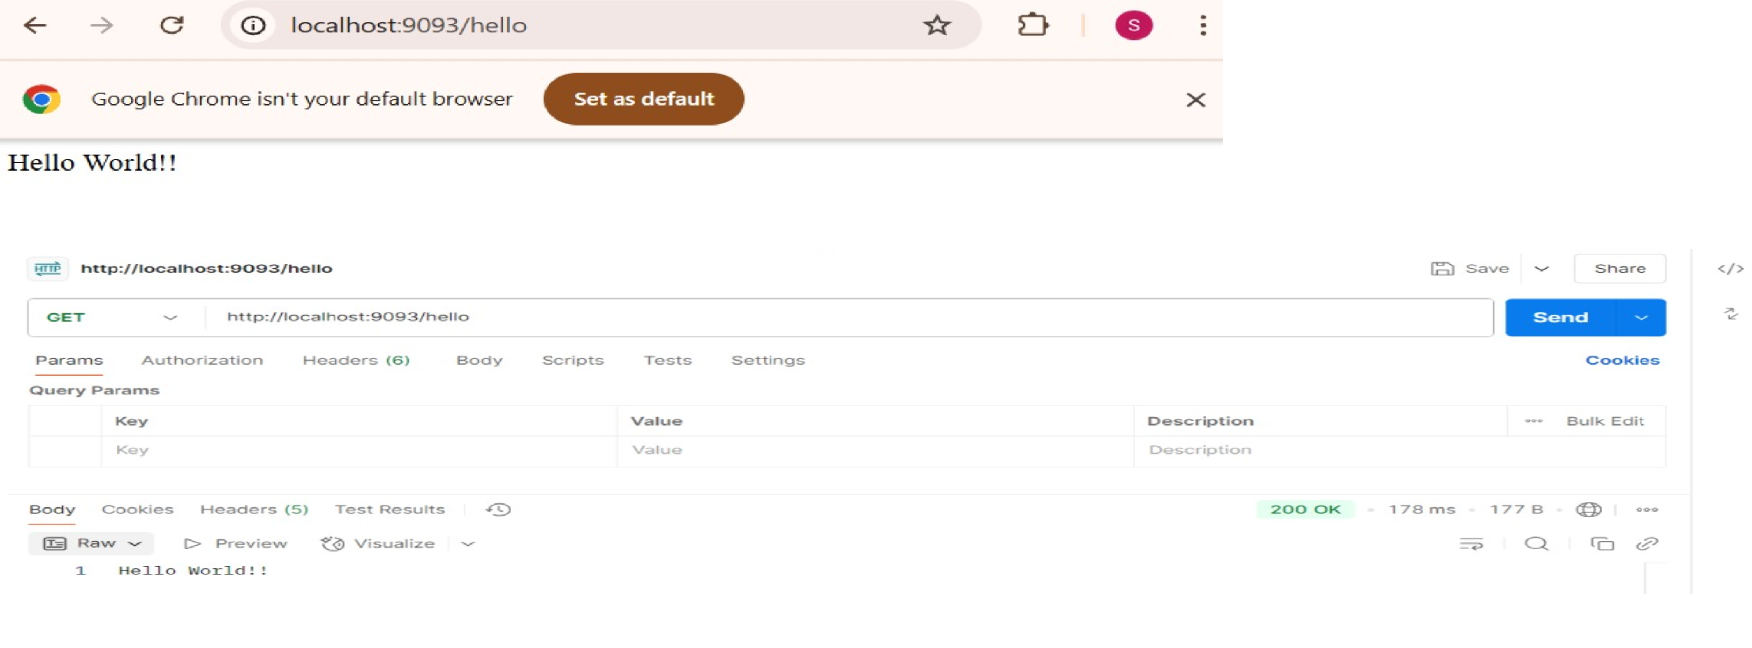 localhost:9093/hello
S
Google Chrome isn't your default browser Set as default
Hello World!!
HTTP http://localhost:9093/hello Save Share </>
GET http://localhost:9093/hello Send
Params Authorization Headers (6) Body Scripts Tests Settings Cookies
Query Params
Key Value Description ••• Bulk Edit
Key Value Description
Body Cookies Headers (5) Test Results 200 OK • 178 ms • 177 B •
Raw Preview Visualize
1 Hello World!!